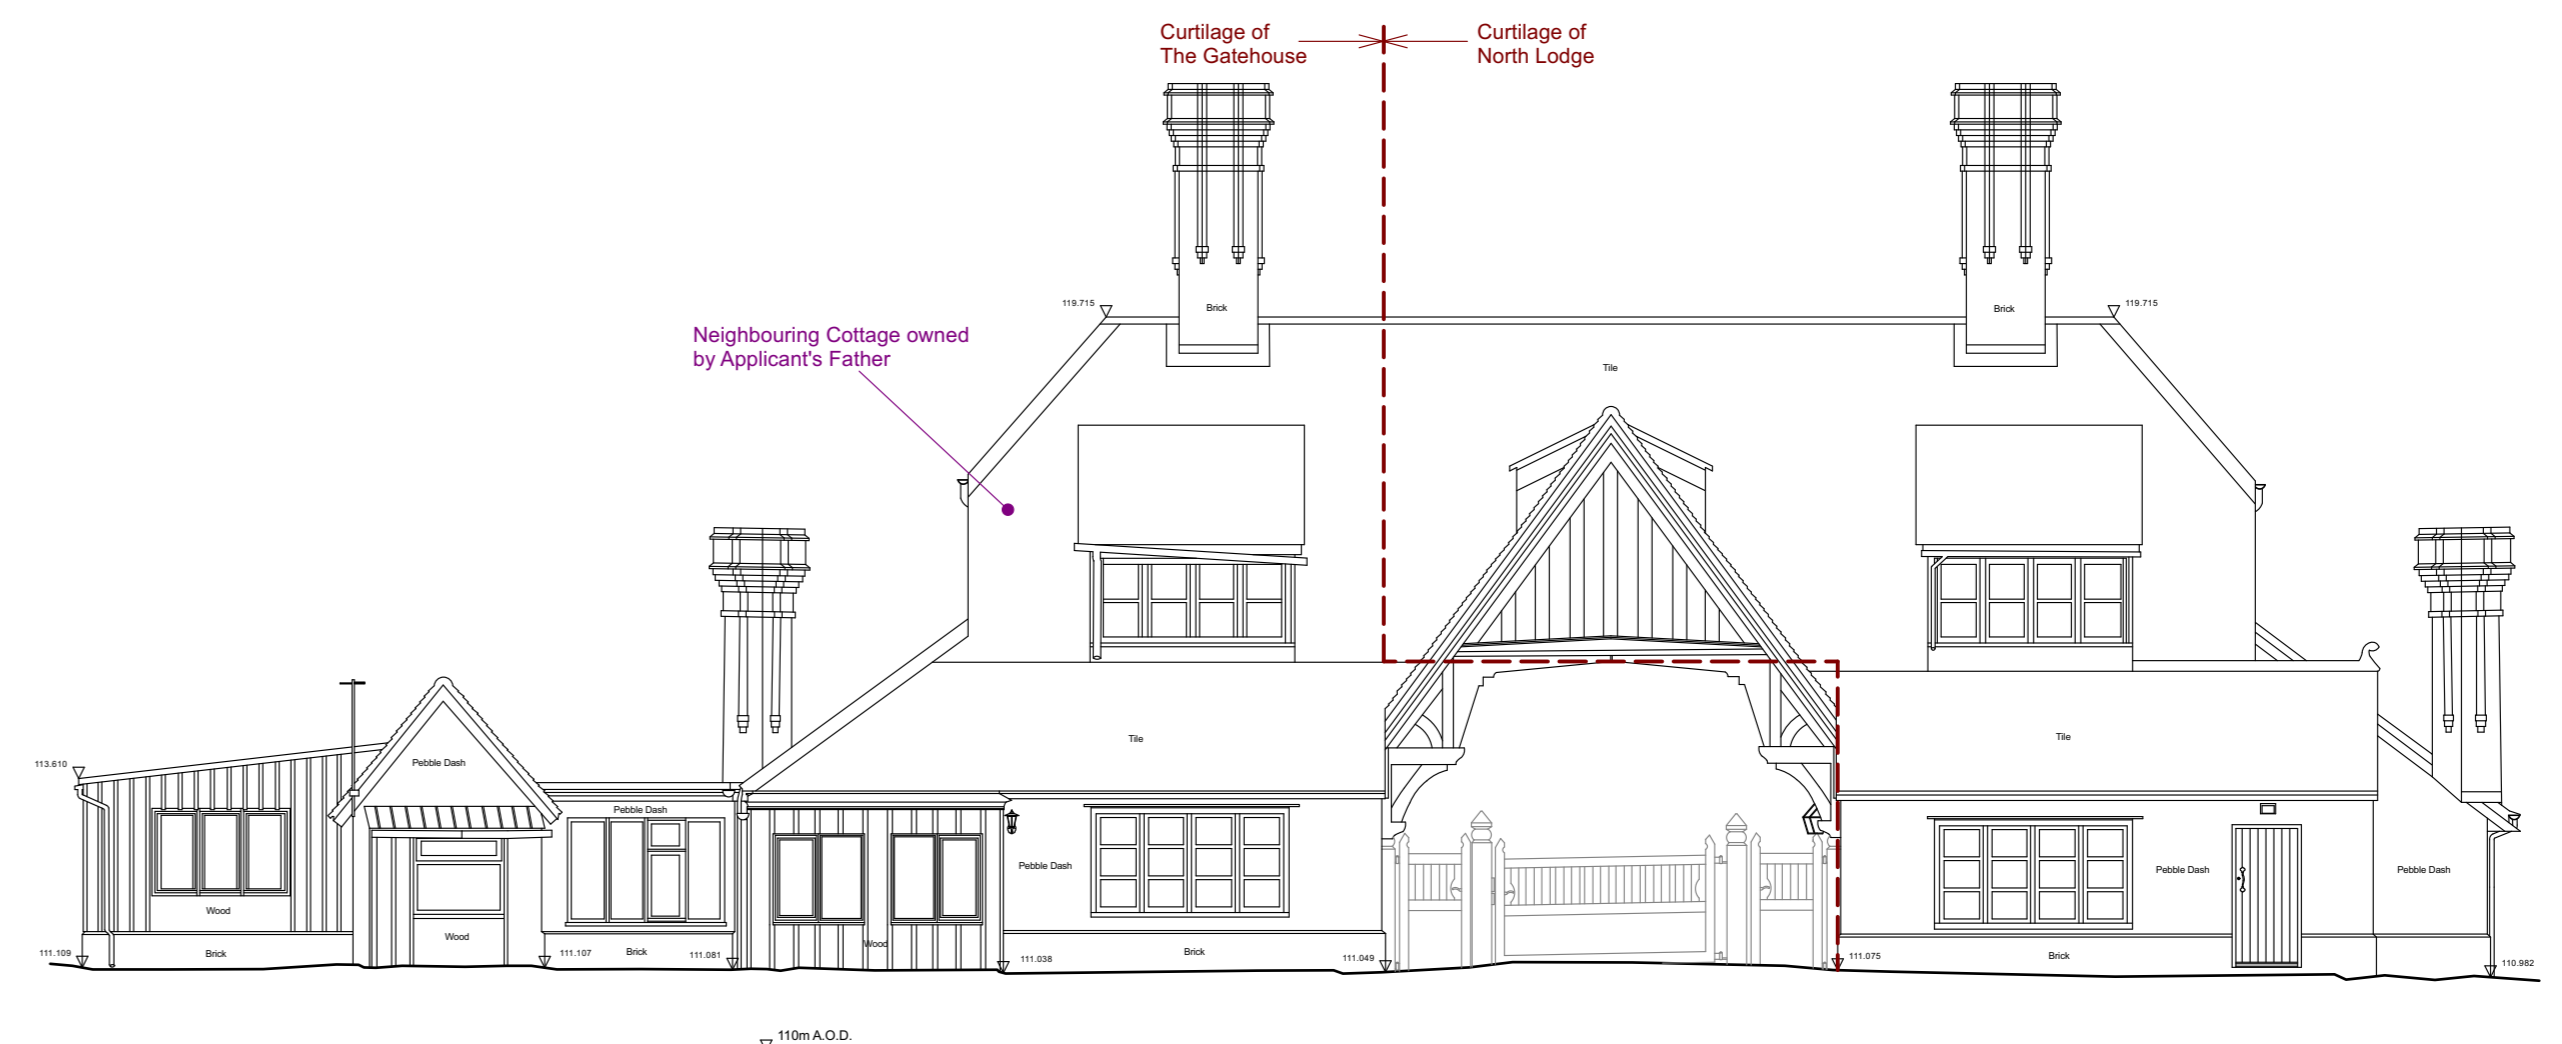 Curtilage of
The Gatehouse
Curtilage of
North Lodge
119.715
Brick
Brick
119.715
Neighbouring Cottage owned
by Applicant's Father
Tile
Tile
Tile
113.610
Pebble Dash
Pebble Dash
Pebble Dash
Pebble Dash
Pebble Dash
Wood
Wood
Wood
111.109
Brick
111.107
Brick
111.081
111.038
Brick
111.049
111.075
Brick
110.982
110m A.O.D.